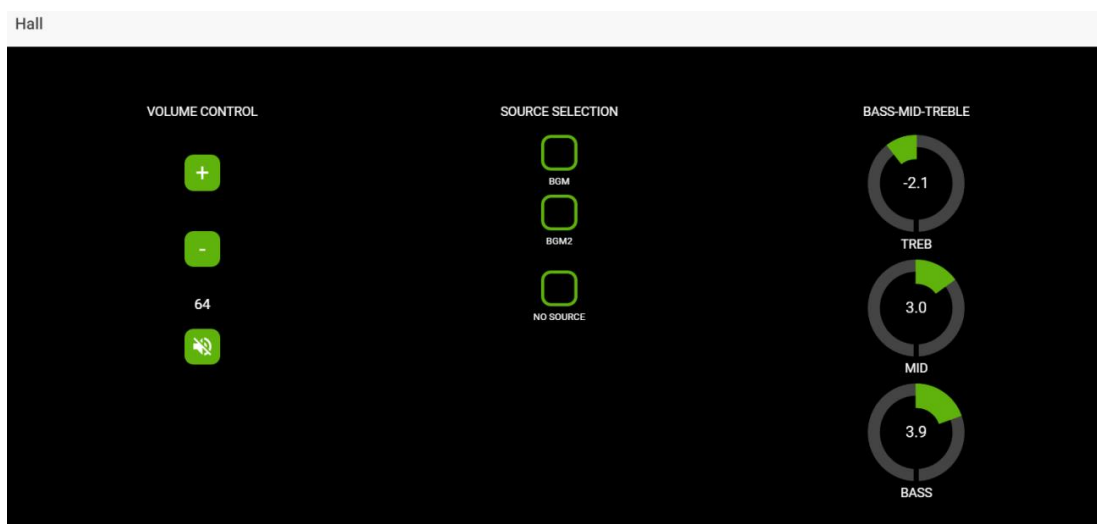 Hall
VOLUME CONTROL
+
-
64
SOURCE SELECTION
BGM
BGM2
NO SOURCE
BASS-MID-TREBLE
-2.1
TREB
3.0
MID
3.9
BASS